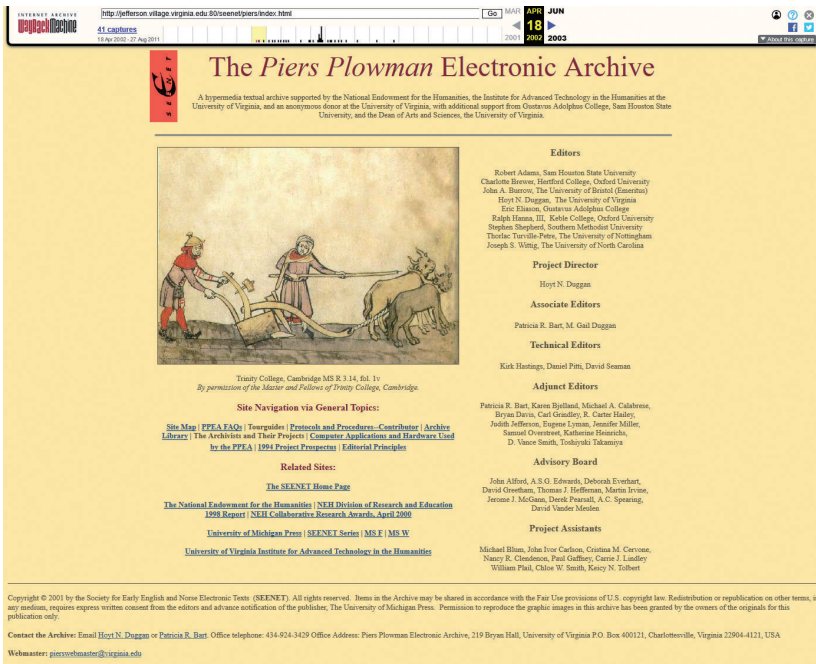 INTERNET ARCHIVE
WayBackMachine
http://jefferson.village.virginia.edu:80/seenet/piers/index.html
Go
MAR APR JUN
41 captures
18 Apr 2002 - 27 Aug 2011
18
2001 2002 2003
About this capture
SEENET
The Piers Plowman Electronic Archive
A hypermedia textual archive supported by the National Endowment for the Humanities, the Institute for Advanced Technology in the Humanities at the
University of Virginia, and an anonymous donor at the University of Virginia, with additional support from Gustavus Adolphus College, Sam Houston State
University, and the Dean of Arts and Sciences, the University of Virginia.
Trinity College, Cambridge MS R 3.14, fol. 1v
By permission of the Master and Fellows of Trinity College, Cambridge.
Site Navigation via General Topics:
Site Map | PPEA FAQs | Tourguides | Protocols and Procedures--Contributor | Archive
Library | The Archivists and Their Projects | Computer Applications and Hardware Used
by the PPEA | 1994 Project Prospectus | Editorial Principles
Related Sites:
The SEENET Home Page
The National Endowment for the Humanities | NEH Division of Research and Education
1998 Report | NEH Collaborative Research Awards, April 2000
University of Michigan Press | SEENET Series | MS F | MS W
University of Virginia Institute for Advanced Technology in the Humanities
Editors
Robert Adams, Sam Houston State University
Charlotte Brewer, Hertford College, Oxford University
John A. Burrow, The University of Bristol (Emeritus)
Hoyt N. Duggan, The University of Virginia
Eric Eliason, Gustavus Adolphus College
Ralph Hanna, III, Keble College, Oxford University
Stephen Shepherd, Southern Methodist University
Thorlac Turville-Petre, The University of Nottingham
Joseph S. Wittig, The University of North Carolina
Project Director
Hoyt N. Duggan
Associate Editors
Patricia R. Bart, M. Gail Duggan
Technical Editors
Kirk Hastings, Daniel Pitti, David Seaman
Adjunct Editors
Patricia R. Bart, Karen Bjelland, Michael A. Calabrese,
Bryan Davis, Carl Grindley, R. Carter Hailey,
Judith Jefferson, Eugene Lyman, Jennifer Miller,
Samuel Overstreet, Katherine Heinrichs,
D. Vance Smith, Toshiyuki Takamiya
Advisory Board
John Alford, A.S.G. Edwards, Deborah Everhart,
David Greetham, Thomas J. Heffernan, Martin Irvine,
Jerome J. McGann, Derek Pearsall, A.C. Spearing,
David Vander Meulen
Project Assistants
Michael Blum, John Ivor Carlson, Cristina M. Cervone,
Nancy R. Clendenon, Paul Gaffney, Carrie J. Lindley
William Plail, Chloe W. Smith, Keicy N. Tolbert
Copyright © 2001 by the Society for Early English and Norse Electronic Texts (SEENET). All rights reserved. Items in the Archive may be shared in accordance with the Fair Use provisions of U.S. copyright law. Redistribution or republication on other terms, i
any medium, requires express written consent from the editors and advance notification of the publisher, The University of Michigan Press. Permission to reproduce the graphic images in this archive has been granted by the owners of the originals for this
publication only.
Contact the Archive: Email Hoyt N. Duggan or Patricia R. Bart. Office telephone: 434-924-3429 Office Address: Piers Plowman Electronic Archive, 219 Bryan Hall, University of Virginia P.O. Box 400121, Charlottesville, Virginia 22904-4121, USA
Webmaster: pierswebmaster@virginia.edu